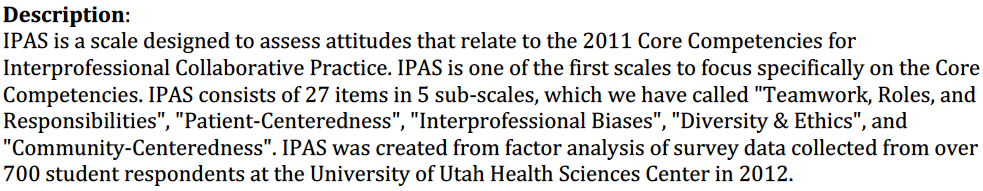 Description:
IPAS is a scale designed to assess attitudes that relate to the 2011 Core Competencies for
Interprofessional Collaborative Practice. IPAS is one of the first scales to focus specifically on the Core
Competencies. IPAS consists of 27 items in 5 sub-scales, which we have called "Teamwork, Roles, and
Responsibilities", "Patient-Centeredness", "Interprofessional Biases", "Diversity & Ethics", and
"Community-Centeredness". IPAS was created from factor analysis of survey data collected from over
700 student respondents at the University of Utah Health Sciences Center in 2012.